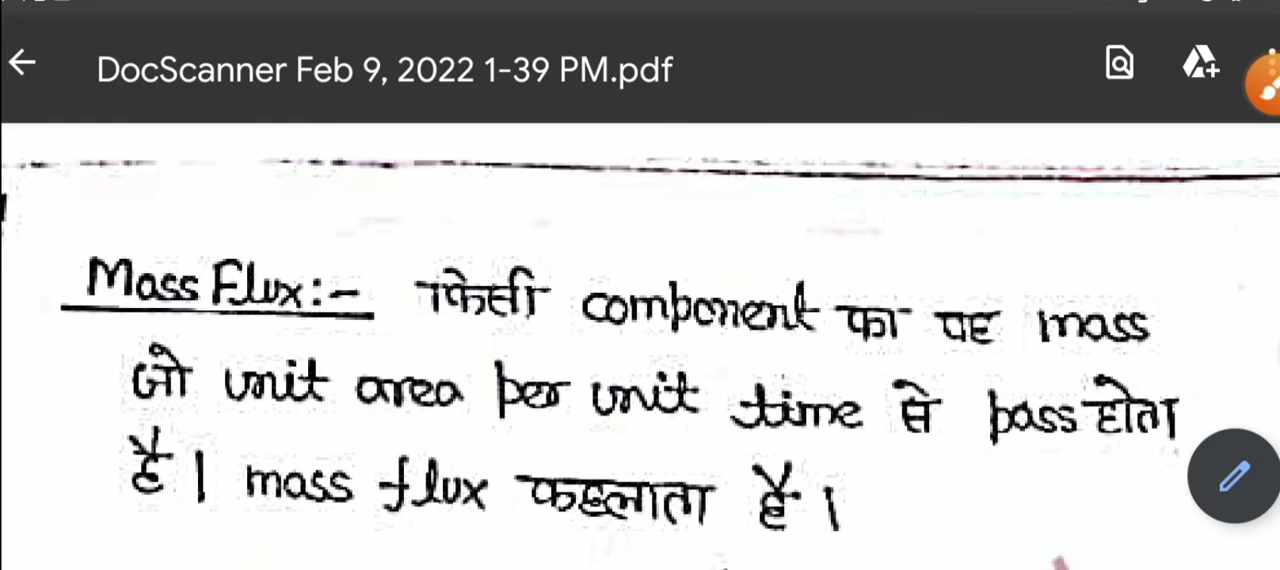 DocScanner Feb 9, 2022 1-39 PM.pdf
Mass Flux:- किसी component का वह mass
जो unit area per unit time से pass होता
है। mass flux कहलाता है।